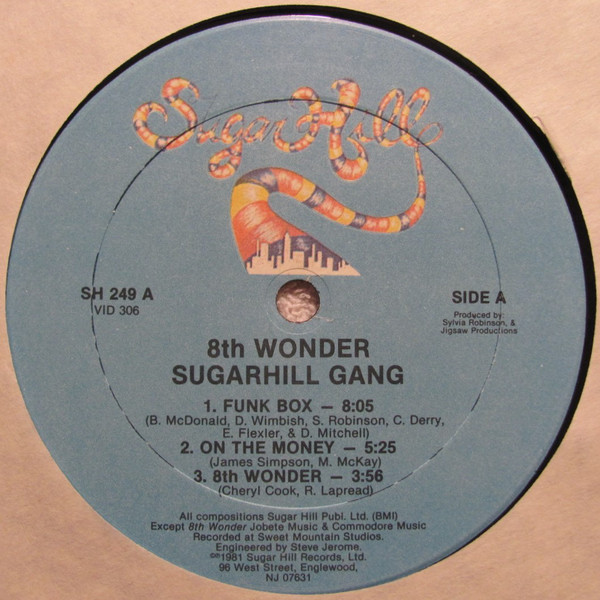 Sugar Hill
SH 249 A
VID 306
SIDE A
Produced by:
Sylvia Robinson, &
Jigsaw Productions
8th WONDER
SUGARHILL GANG
1. FUNK BOX — 8:05
(B. McDonald, D. Wimbish, S. Robinson, C. Derry,
E. Flexler, & D. Mitchell)
2. ON THE MONEY — 5:25
(James Simpson, M. McKay)
3. 8th WONDER — 3:56
(Cheryl Cook, R. Lapread)
All compositions Sugar Hill Publ. Ltd. (BMI)
Except 8th Wonder Jobete Music & Commodore Music
Recorded at Sweet Mountain Studios.
Engineered by Steve Jerome.
©℗1981 Sugar Hill Records, Ltd.
96 West Street, Englewood,
NJ 07631